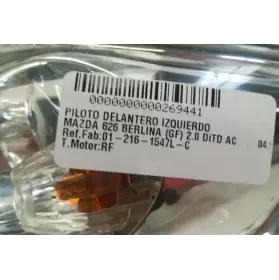 0000000000269441
PILOTO DELANTERO IZQUIERDO
MAZDA 626 BERLINA (GF) 2.0 DiTD AC
Ref.Fab:01-216-1547L-C 04.
T.Motor:RF